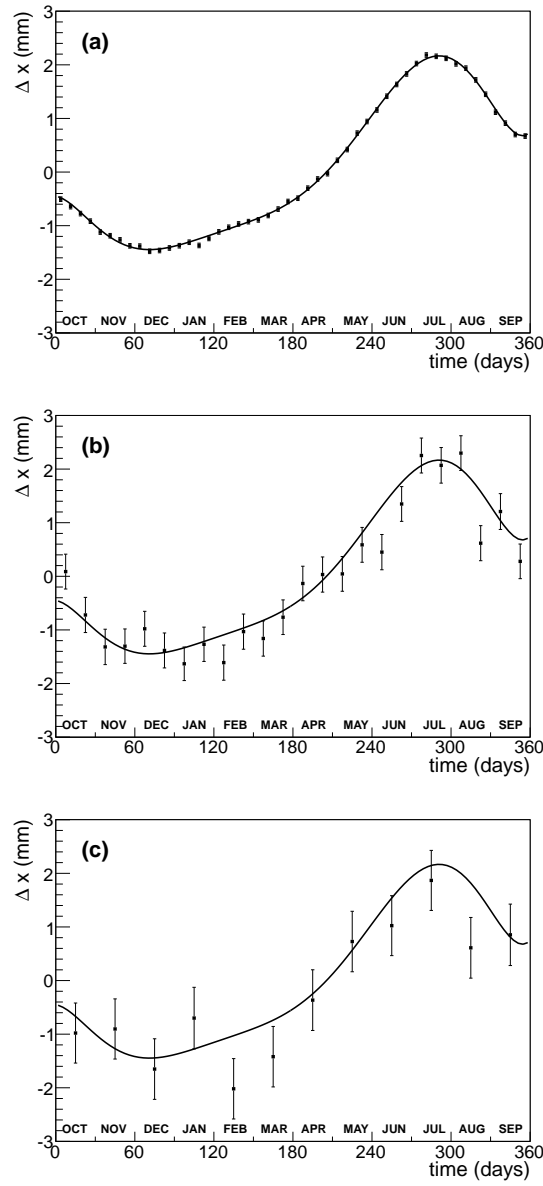 (a)
Δ x (mm)
3
2
1
0
-1
-2
-3
OCT NOV DEC JAN FEB MAR APR MAY JUN JUL AUG SEP
0 60 120 180 240 300 360
time (days)
(b)
Δ x (mm)
3
2
1
0
-1
-2
-3
OCT NOV DEC JAN FEB MAR APR MAY JUN JUL AUG SEP
0 60 120 180 240 300 360
time (days)
(c)
Δ x (mm)
3
2
1
0
-1
-2
-3
OCT NOV DEC JAN FEB MAR APR MAY JUN JUL AUG SEP
0 60 120 180 240 300 360
time (days)